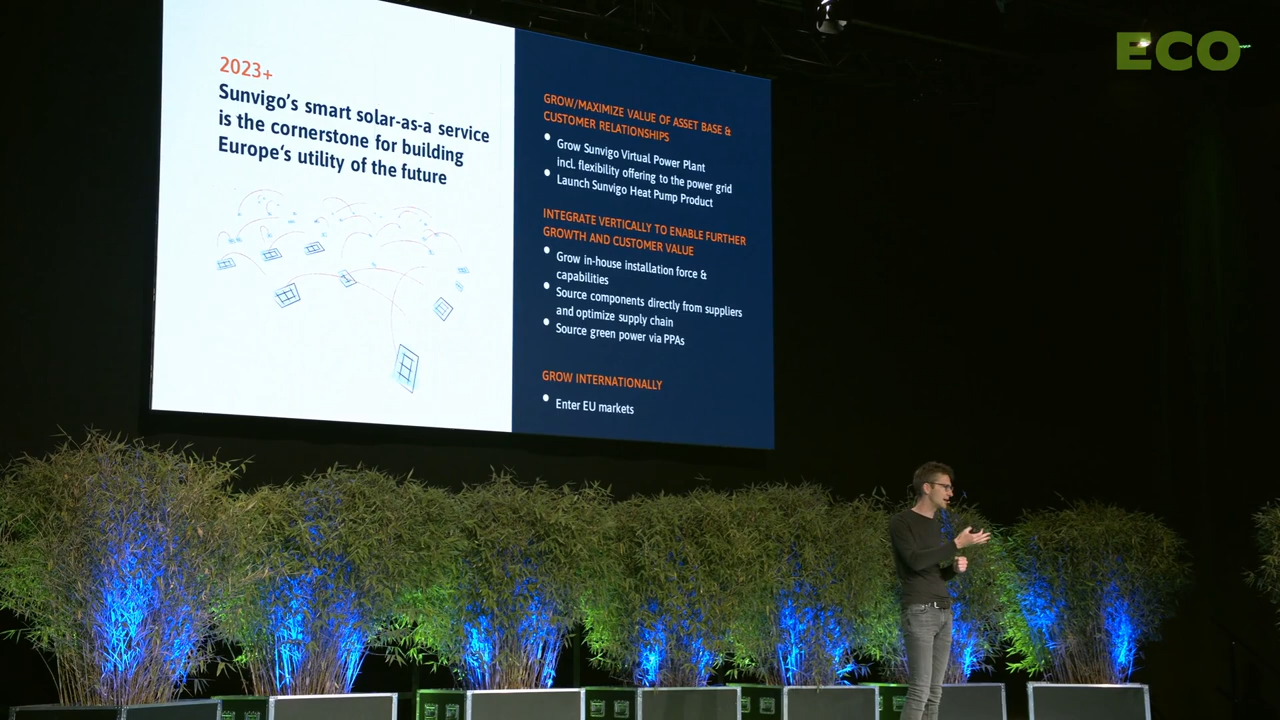 ECO
2023+
Sunvigo's smart solar-as-a service
is the cornerstone for building
Europe‘s utility of the future
GROW/MAXIMIZE VALUE OF ASSET BASE &
CUSTOMER RELATIONSHIPS
Grow Sunvigo Virtual Power Plant
incl. flexibility offering to the power grid
Launch Sunvigo Heat Pump Product
INTEGRATE VERTICALLY TO ENABLE FURTHER
GROWTH AND CUSTOMER VALUE
Grow in-house installation force &
capabilities
Source components directly from suppliers
and optimize supply chain
Source green power via PPAs
GROW INTERNATIONALLY
Enter EU markets